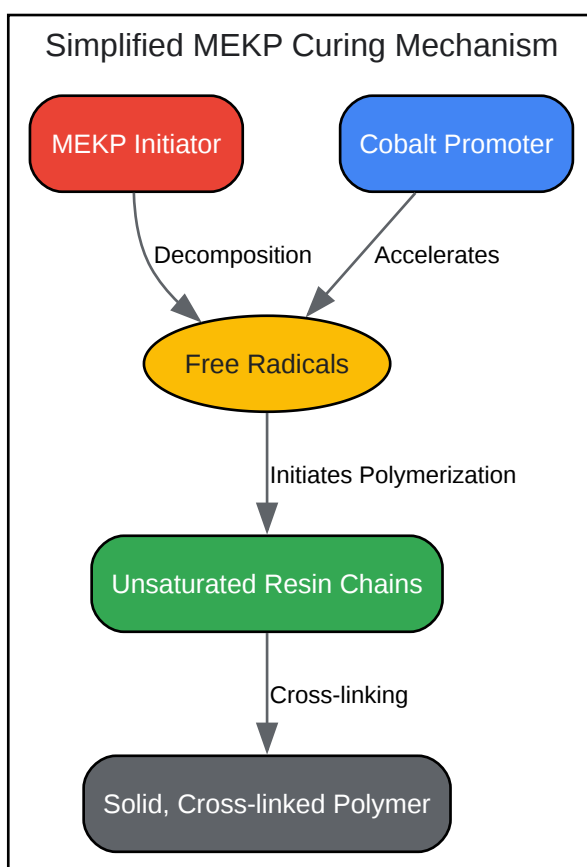 Simplified MEKP Curing Mechanism
MEKP Initiator
Cobalt Promoter
Decomposition
Accelerates
Free Radicals
Initiates Polymerization
Unsaturated Resin Chains
Cross-linking
Solid, Cross-linked Polymer